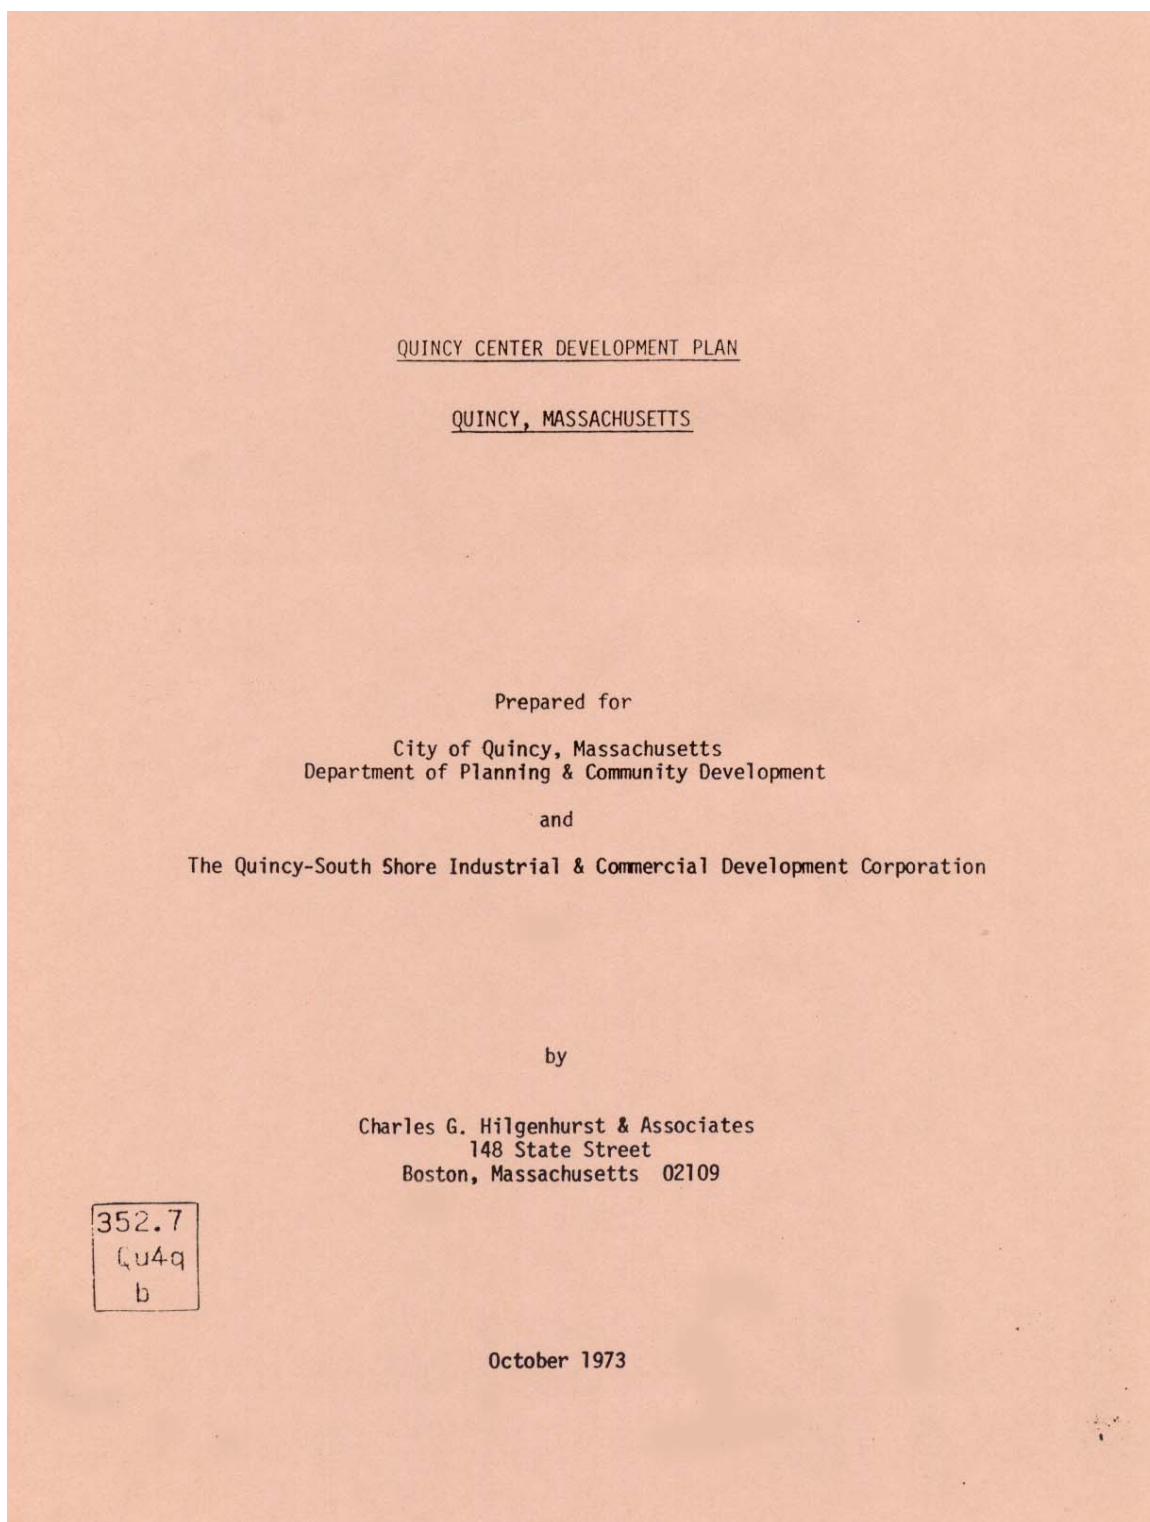 QUINCY CENTER DEVELOPMENT PLAN
QUINCY, MASSACHUSETTS
Prepared for
City of Quincy, Massachusetts
Department of Planning & Community Development
and
The Quincy-South Shore Industrial & Commercial Development Corporation
by
Charles G. Hilgenhurst & Associates
148 State Street
Boston, Massachusetts 02109
352.7
Qu4q
b
October 1973